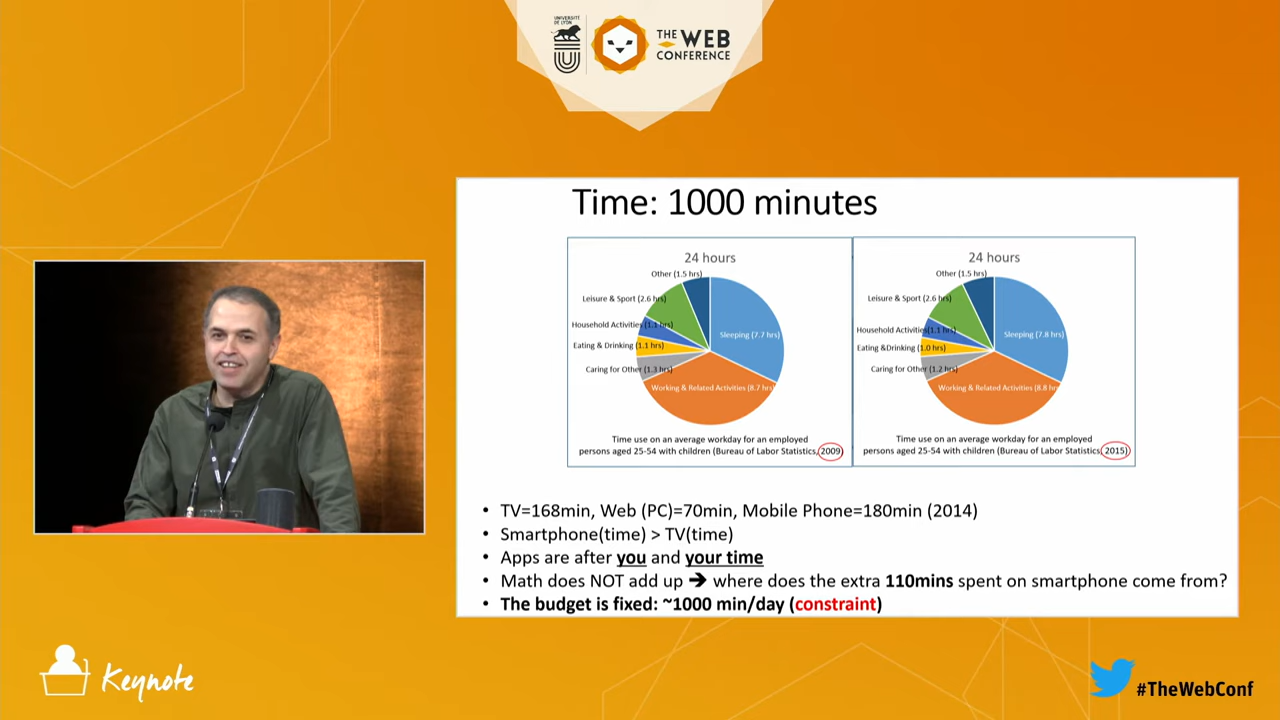 UNIVERSITÉ
DE LYON
THE WEB
CONFERENCE
Time: 1000 minutes
24 hours
Other (1.5 hrs)
Leisure & Sport (2.6 hrs)
Household Activities (1.1 hrs)
Eating & Drinking (1.1 hrs)
Caring for Other (1.3 hrs)
Sleeping (7.7 hrs)
Working & Related Activities (8.7 hrs)
Time use on an average workday for an employed
persons aged 25-54 with children (Bureau of Labor Statistics, 2009)
24 hours
Other (1.5 hrs)
Leisure & Sport (2.6 hrs)
Household Activities (1.1 hrs)
Eating &Drinking (1.0 hrs)
Caring for Other (1.2 hrs)
Sleeping (7.8 hrs)
Working & Related Activities (8.8 hrs
Time use on an average workday for an employed
persons aged 25-54 with children (Bureau of Labor Statistics, 2015)
• TV=168min, Web (PC)=70min, Mobile Phone=180min (2014)
• Smartphone(time) > TV(time)
• Apps are after you and your time
• Math does NOT add up ➔ where does the extra 110mins spent on smartphone come from?
• The budget is fixed: ~1000 min/day (constraint)
Keynote
#TheWebConf